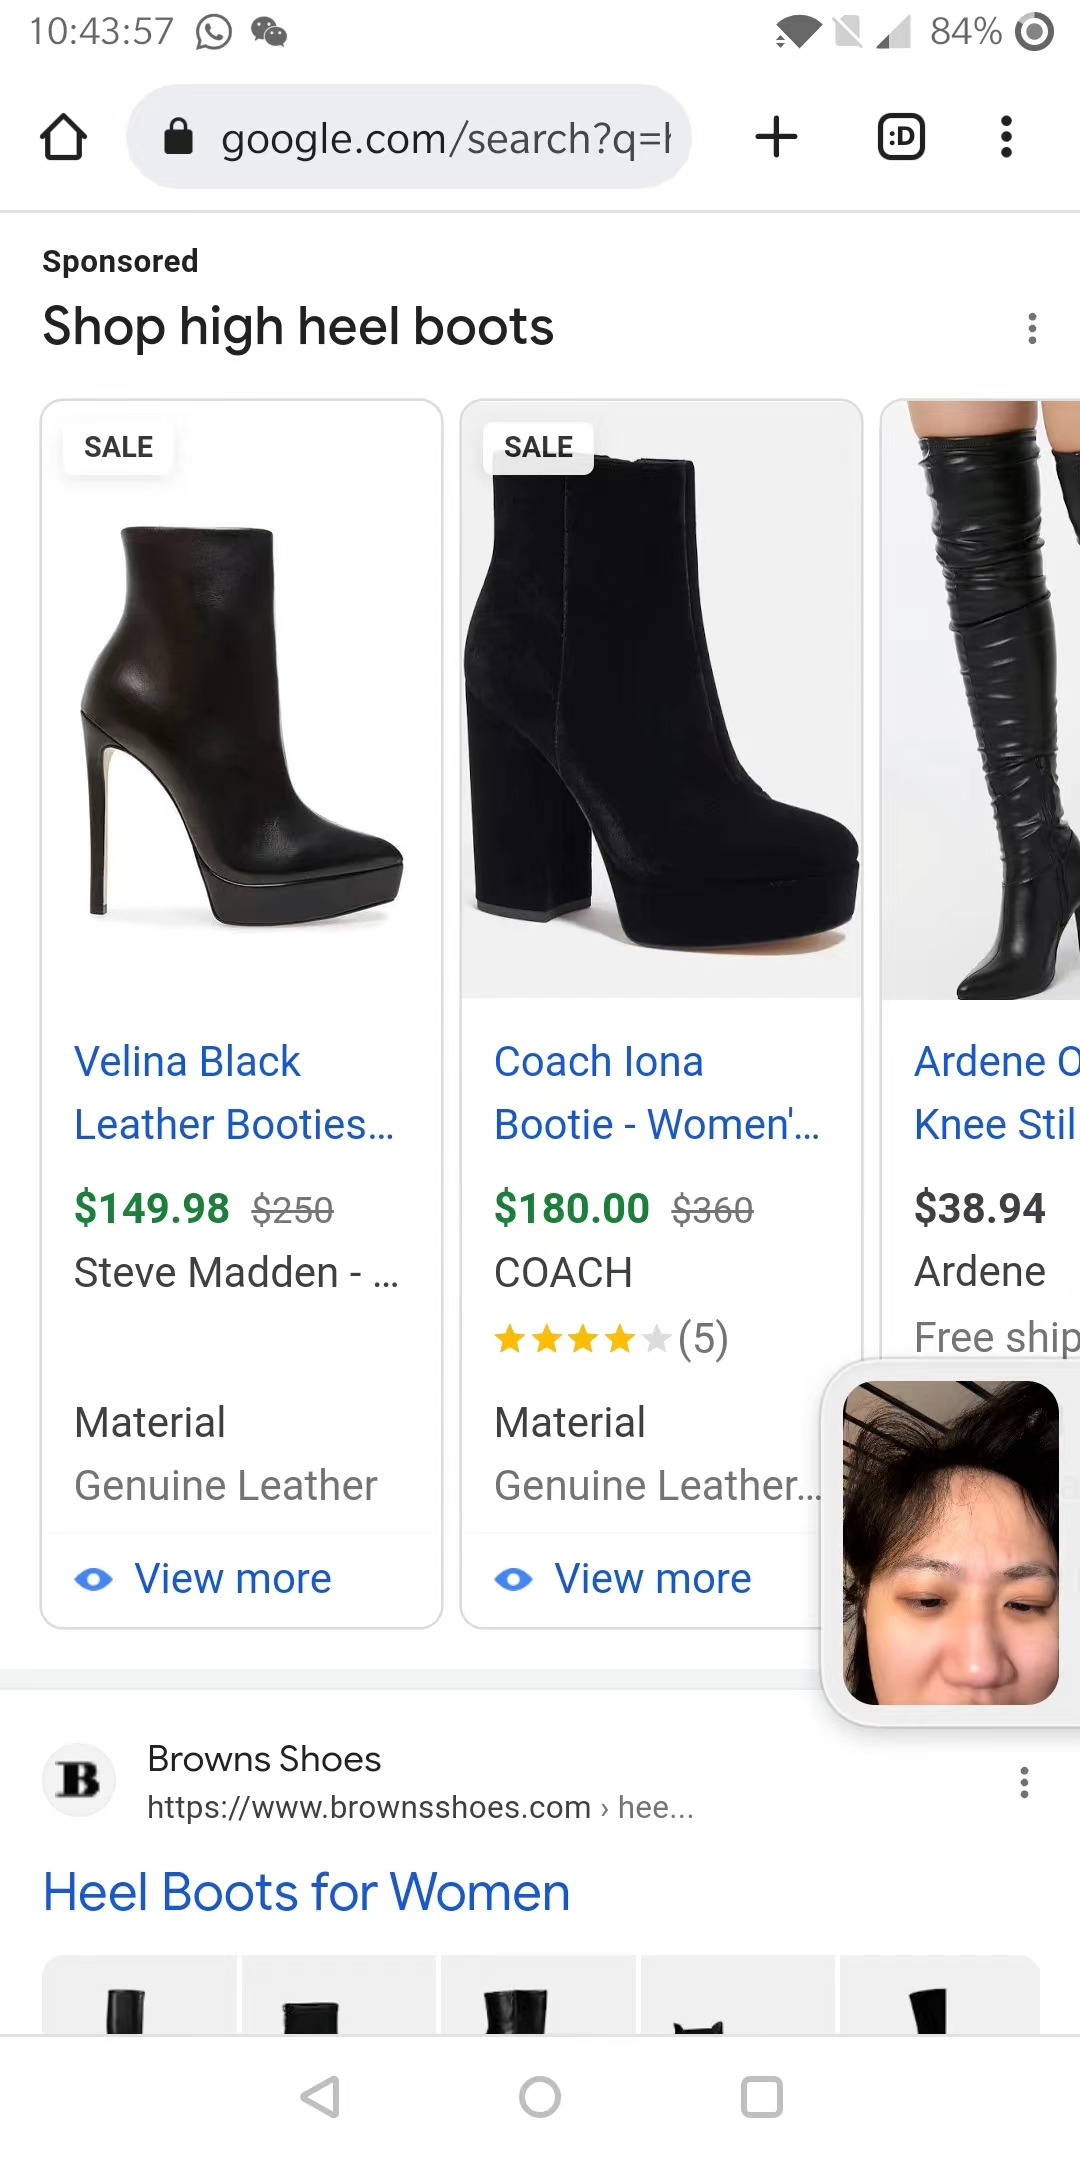 10:43:57
84%
google.com/search?q=
:D
Sponsored
Shop high heel boots
SALE
SALE
Velina Black
Leather Booties...
$149.98 $250
Steve Madden - ...
Material
Genuine Leather
View more
Coach Iona
Bootie - Women'...
$180.00 $360
COACH
(5)
Material
Genuine Leather...
View more
Ardene O
Knee Stil
$38.94
Ardene
Free ship
B
Browns Shoes
https://www.brownsshoes.com › hee...
Heel Boots for Women